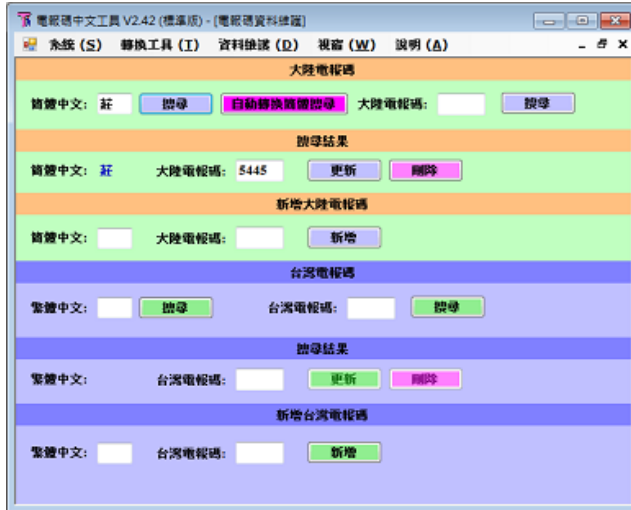 電報碼中文工具 V2.42 (標準版) - [電報碼資料維護]
系統 (S) 轉換工具 (T) 資料維護 (D) 視窗 (W) 說明 (A)
大陸電報碼
簡體中文: 莊 搜尋 自動轉換簡體搜尋 大陸電報碼: 搜尋
搜尋結果
簡體中文: 莊 大陸電報碼: 5445 更新 刪除
新增大陸電報碼
簡體中文: 大陸電報碼: 新增
台灣電報碼
繁體中文: 搜尋 台灣電報碼: 搜尋
搜尋結果
繁體中文: 台灣電報碼: 更新 刪除
新增台灣電報碼
繁體中文: 台灣電報碼: 新增